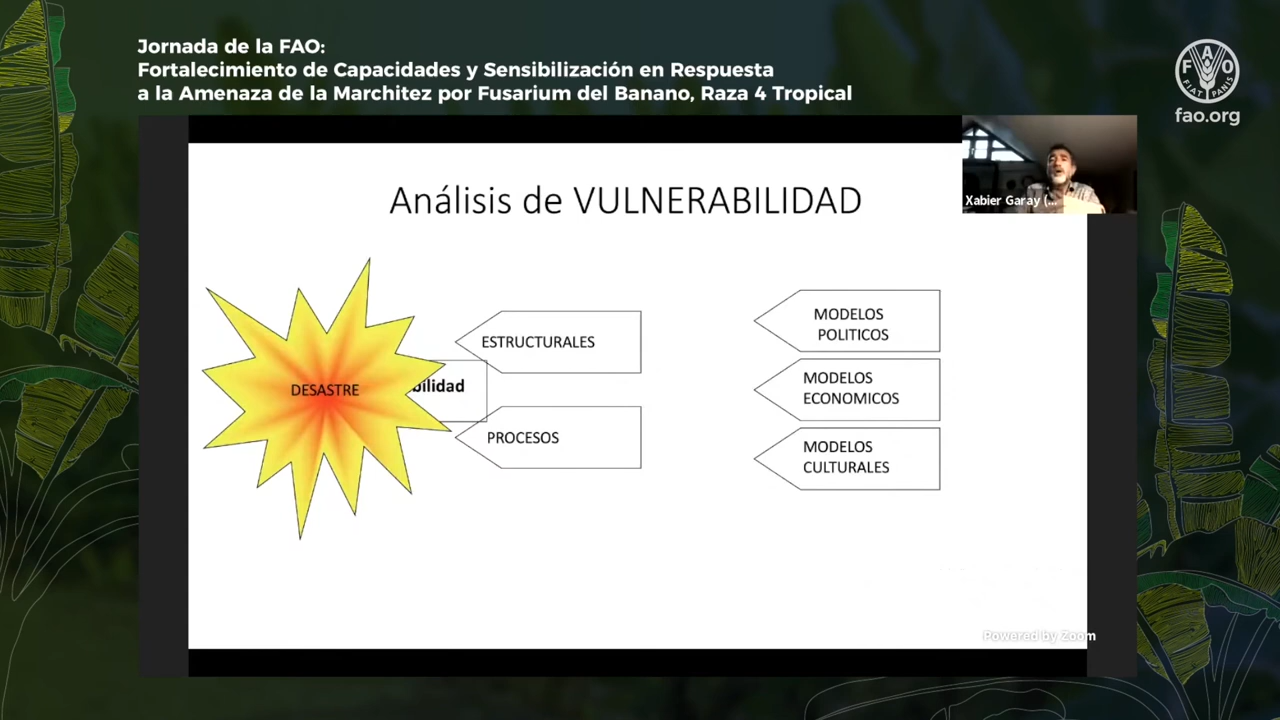 Jornada de la FAO:
Fortalecimiento de Capacidades y Sensibilización en Respuesta
a la Amenaza de la Marchitez por Fusarium del Banano, Raza 4 Tropical
F A O
FIAT PANIS
fao.org
Xabier Garay (...
Análisis de VULNERABILIDAD
DESASTRE
bilidad
ESTRUCTURALES
PROCESOS
MODELOS
POLITICOS
MODELOS
ECONOMICOS
MODELOS
CULTURALES
Powered by Zoom